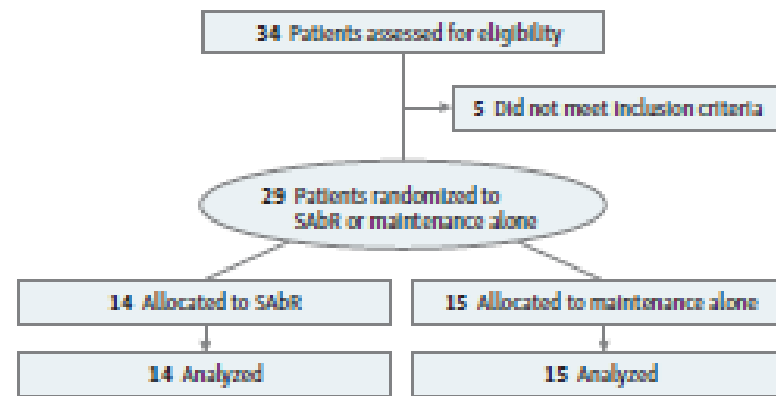 34 Patients assessed for eligibility
5 Did not meet inclusion criteria
29 Patients randomized to
SAbR or maintenance alone
14 Allocated to SAbR
15 Allocated to maintenance alone
14 Analyzed
15 Analyzed